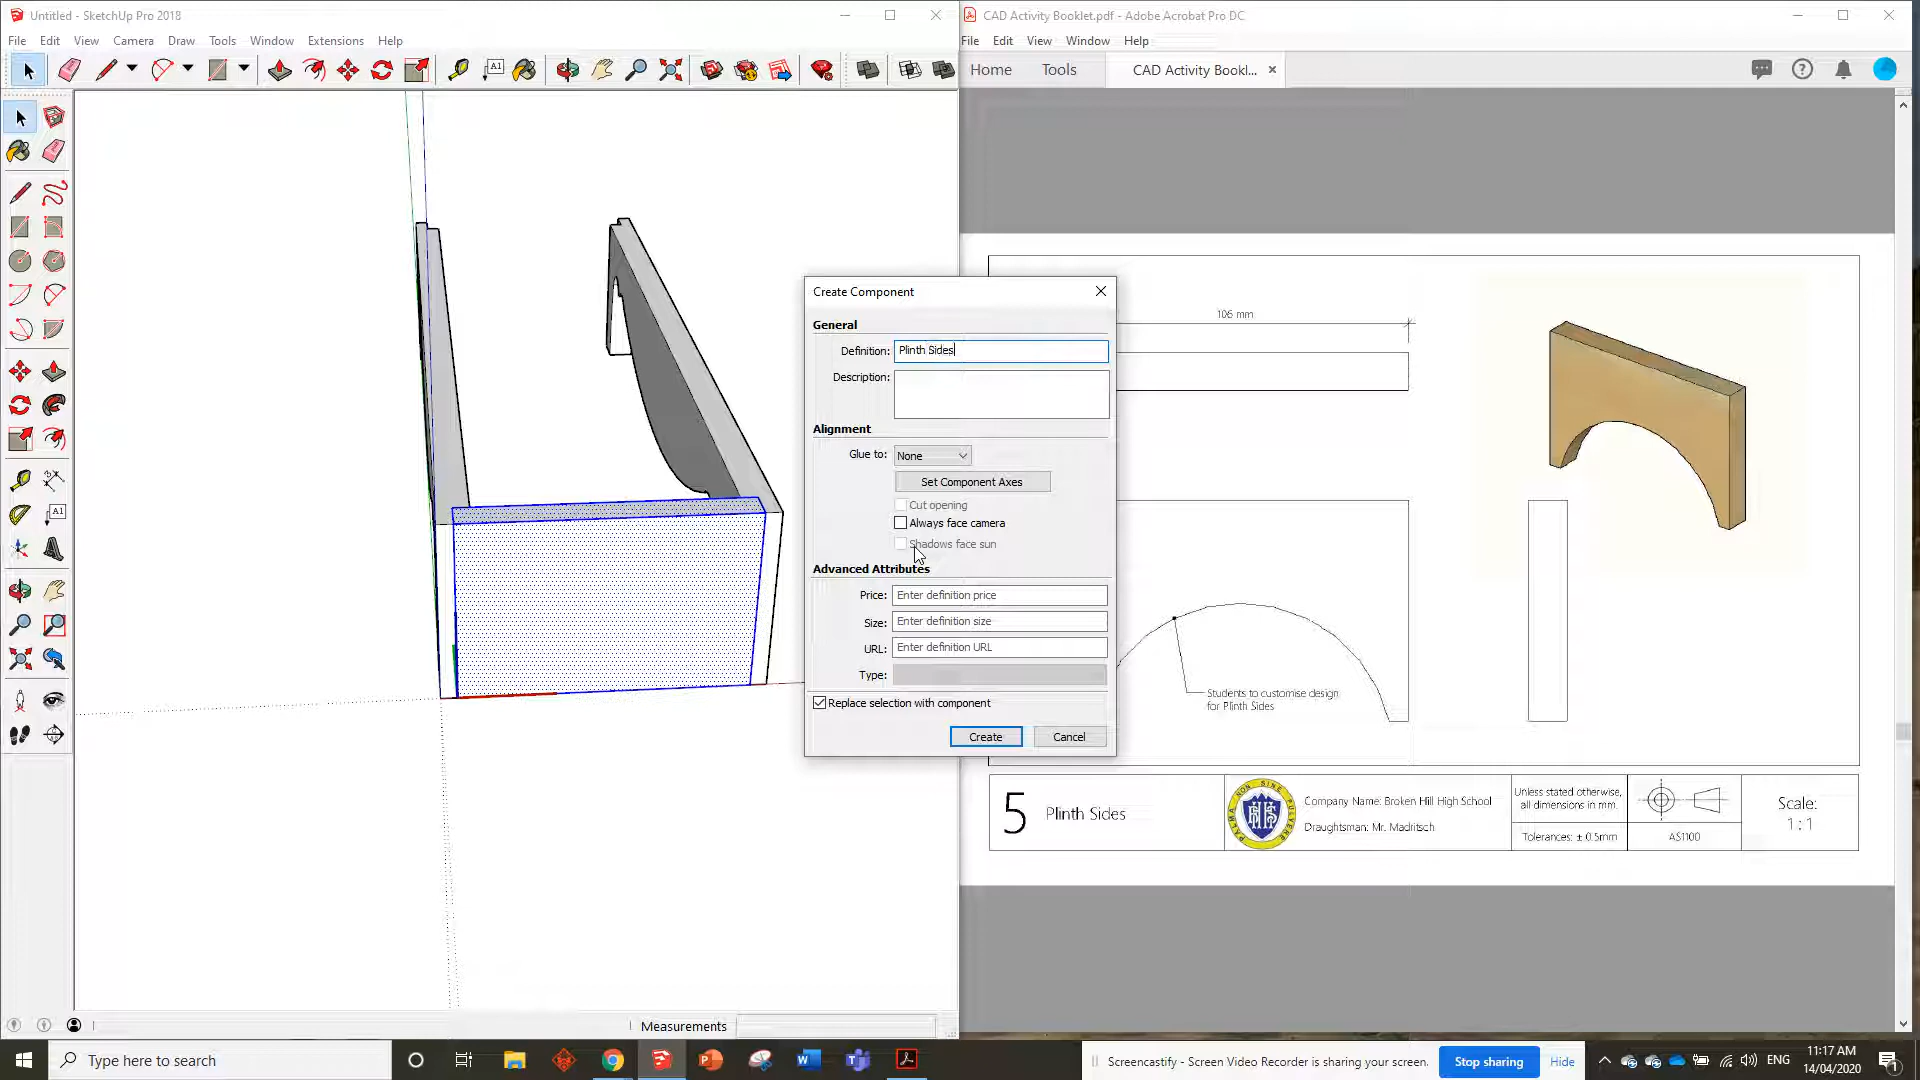 Untitled - SketchUp Pro 2018
File Edit View Camera Draw Tools Window Extensions Help
CAD Activity Booklet.pdf - Adobe Acrobat Pro DC
File Edit View Window Help
Home Tools CAD Activity Bookl...
Create Component
General
Definition: Plinth Sides
Description:
Alignment
Glue to: None
Set Component Axes
Cut opening
Always face camera
Shadows face sun
Advanced Attributes
Price: Enter definition price
Size: Enter definition size
URL: Enter definition URL
Type:
Replace selection with component
Create Cancel
106 mm
Students to customise design
for Plinth Sides
5 Plinth Sides
Company Name: Broken Hill High School
Draughtsman: Mr. Madritsch
Unless stated otherwise,
all dimensions in mm.
Tolerances: ± 0.5mm
AS1100
Scale:
1 : 1
Measurements
Type here to search
Screencastify - Screen Video Recorder is sharing your screen.
Stop sharing
Hide
ENG
11:17 AM
14/04/2020